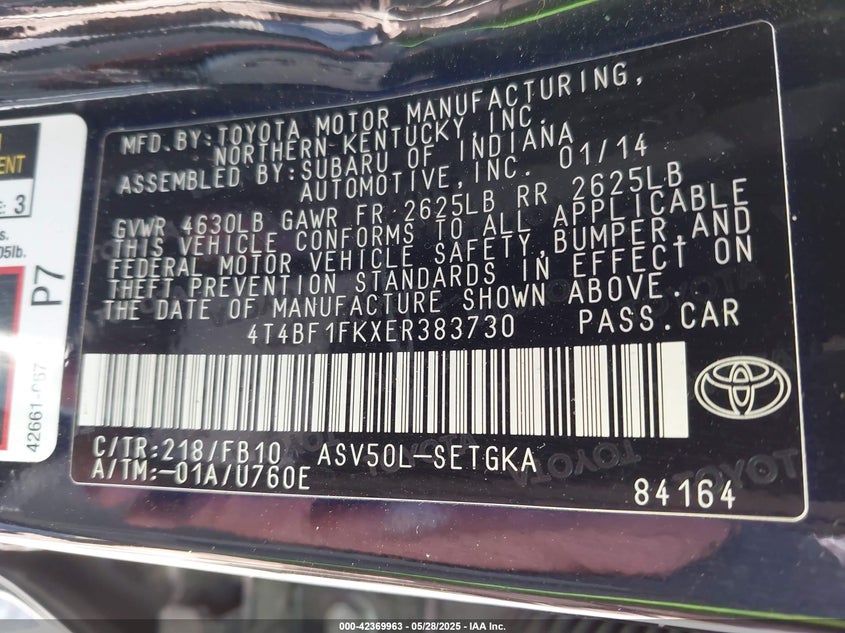 MFD.BY:TOYOTA MOTOR MANUFACTURING,
NORTHERN KENTUCKY, INC.
ASSEMBLED BY:SUBARU OF INDIANA
AUTOMOTIVE,INC. 01/14
GVWR 4630LB GAWR FR 2625LB RR 2625LB
THIS VEHICLE CONFORMS TO ALL APPLICABLE
FEDERAL MOTOR VEHICLE SAFETY,BUMPER,AND
THEFT PREVENTION STANDARDS IN EFFECT ON
THE DATE OF MANUFACTURE SHOWN ABOVE.
4T4BF1FKXER383730 PASS.CAR
C/TR:218/FB10 ASV50L-SETGKA
A/TM:-01A/U760E
84164
3
P7
000-42369963 - 05/28/2025 - IAA Inc.